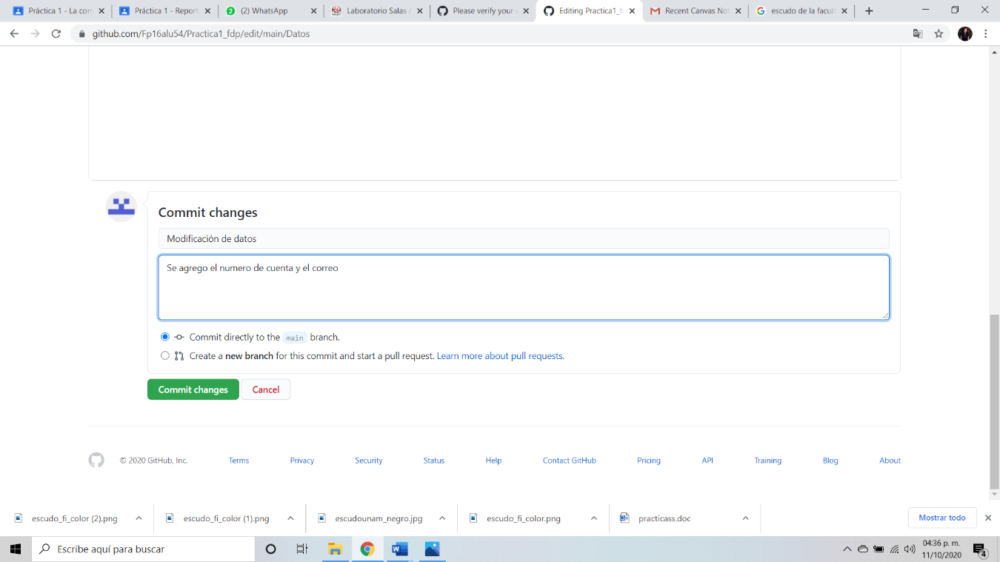 Práctica 1 - La com
Práctica 1 - Report
(2) WhatsApp
Laboratorio Salas A
Please verify your
Editing Practica1_f
Recent Canvas Not
escudo de la facult
github.com/Fp16alu54/Practica1_fdp/edit/main/Datos
Commit changes
Modificación de datos
Se agrego el numero de cuenta y el correo
Commit directly to the main branch.
Create a new branch for this commit and start a pull request. Learn more about pull requests.
Commit changes Cancel
© 2020 GitHub, Inc. Terms Privacy Security Status Help Contact GitHub Pricing API Training Blog About
escudo_fi_color (2).png escudo_fi_color (1).png escudounam_negro.jpg escudo_fi_color.png practicass.doc Mostrar todo
Escribe aquí para buscar
04:36 p. m.
11/10/2020
4